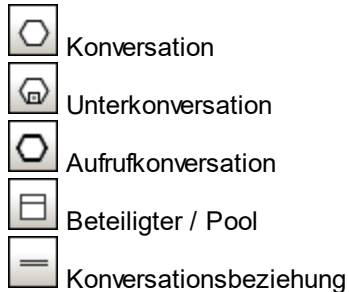 Konversation
Unterkonversation
Aufrufkonversation
Beteiligter / Pool
Konversationsbeziehung